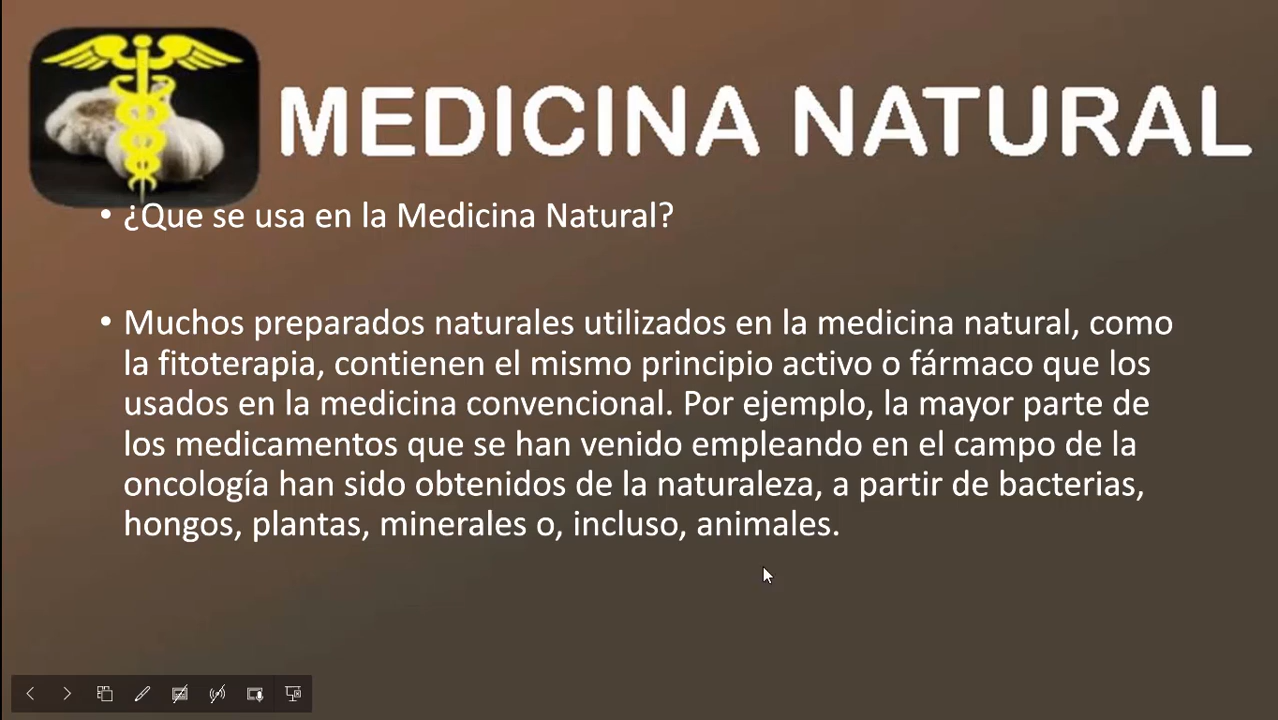 MEDICINA NATURAL
• ¿Que se usa en la Medicina Natural?
• Muchos preparados naturales utilizados en la medicina natural, como
la fitoterapia, contienen el mismo principio activo o fármaco que los
usados en la medicina convencional. Por ejemplo, la mayor parte de
los medicamentos que se han venido empleando en el campo de la
oncología han sido obtenidos de la naturaleza, a partir de bacterias,
hongos, plantas, minerales o, incluso, animales.